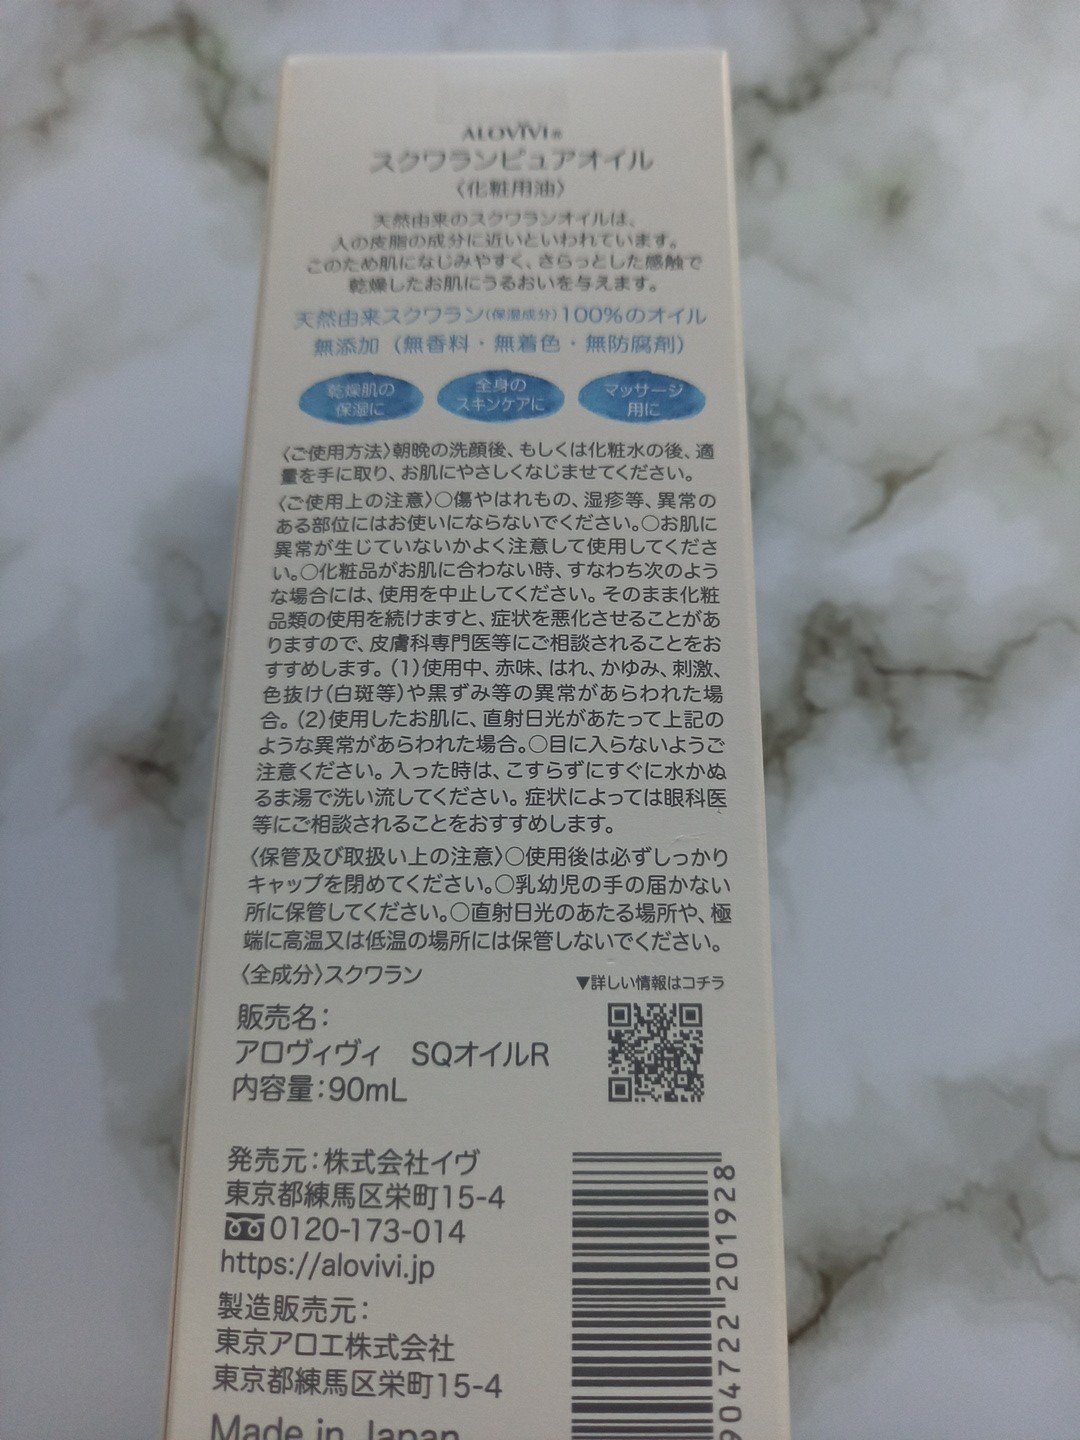 ALOVIVI®
スクワランピュアオイル
〈化粧用油〉
天然由来のスクワランオイルは、
人の皮脂の成分に近いといわれています。
このため肌になじみやすく、さらっとした感触で
乾燥したお肌にうるおいを与えます。
天然由来スクワラン(保湿成分)100%のオイル
無添加(無香料・無着色・無防腐剤)
乾燥肌の
保湿に
全身の
スキンケアに
マッサージ
用に
〈ご使用方法〉朝晩の洗顔後、もしくは化粧水の後、適
量を手に取り、お肌にやさしくなじませてください。
〈ご使用上の注意〉○傷やはれもの、湿疹等、異常の
ある部位にはお使いにならないでください。○お肌に
異常が生じていないかよく注意して使用してくださ
い。○化粧品がお肌に合わない時、すなわち次のよう
な場合には、使用を中止してください。そのまま化粧
品類の使用を続けますと、症状を悪化させることがあ
りますので、皮膚科専門医等にご相談されることをお
すすめします。(1)使用中、赤味、はれ、かゆみ、刺激、
色抜け(白斑等)や黒ずみ等の異常があらわれた場
合。(2)使用したお肌に、直射日光があたって上記の
ような異常があらわれた場合。○目に入らないようご
注意ください。入った時は、こすらずにすぐに水かぬ
るま湯で洗い流してください。症状によっては眼科医
等にご相談されることをおすすめします。
〈保管及び取扱い上の注意〉○使用後は必ずしっかり
キャップを閉めてください。○乳幼児の手の届かない
所に保管してください。○直射日光のあたる場所や、極
端に高温又は低温の場所には保管しないでください。
〈全成分〉スクワラン
▼詳しい情報はコチラ
販売名:
アロヴィヴィ SQオイルR
内容量:90mL
発売元:株式会社イヴ
東京都練馬区栄町15-4
0120-173-014
https://alovivi.jp
製造販売元:
東京アロエ株式会社
東京都練馬区栄町15-4
Made in Japan
904722 201928